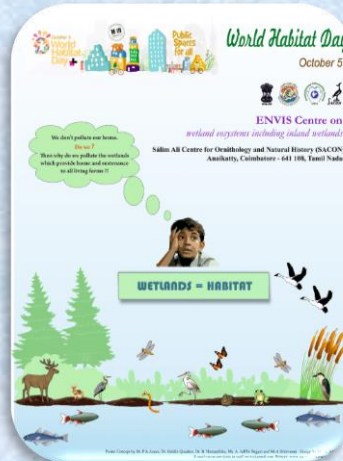 World
Habitat
Day
Public
Spaces
for all
World Habitat Day
October 5
ENVIS Centre on
wetland ecosystems including inland wetlands
Sálim Ali Centre for Ornithology and Natural History (SACON)
Anaikatty, Coimbatore - 641 108, Tamil Nadu
We don't pollute our home.
Do we ?
Then why do we pollute the wetlands
which provide home and sustenance
to all living forms !!
WETLANDS = HABITAT